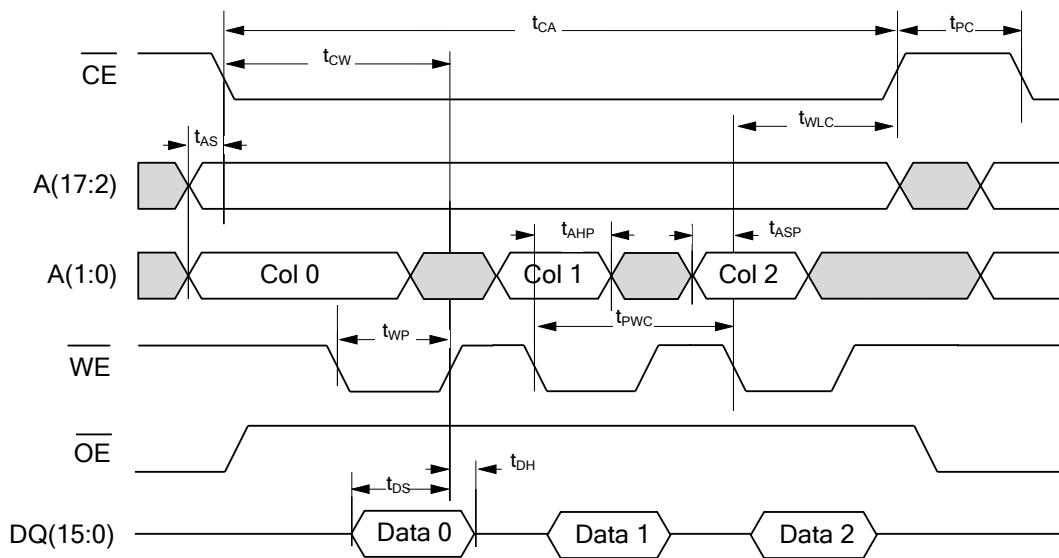 tCA
tPC
tCW
CE
tWLC
tAS
A(17:2)
tAHP
tASP
A(1:0)
Col 0
Col 1
Col 2
tPWC
tWP
WE
OE
tDH
tDS
DQ(15:0)
Data 0
Data 1
Data 2